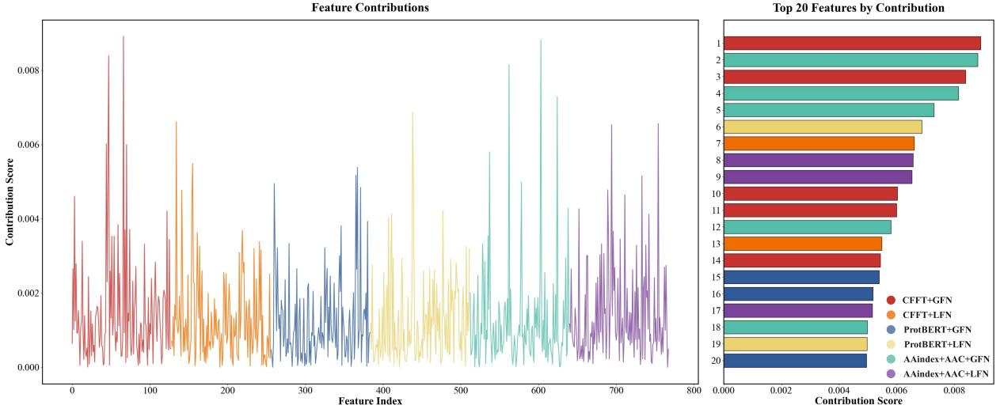 Feature Contributions
Contribution Score
0.008
0.006
0.004
0.002
0.000
0 100 200 300 400 500 600 700 800
Feature Index
Top 20 Features by Contribution
1
2
3
4
5
6
7
8
9
10
11
12
13
14
15
16
17
18
19
20
CFFT+GFN
CFFT+LFN
ProtBERT+GFN
ProtBERT+LFN
AAindex+AAC+GFN
AAindex+AAC+LFN
0.000 0.002 0.004 0.006 0.008
Contribution Score